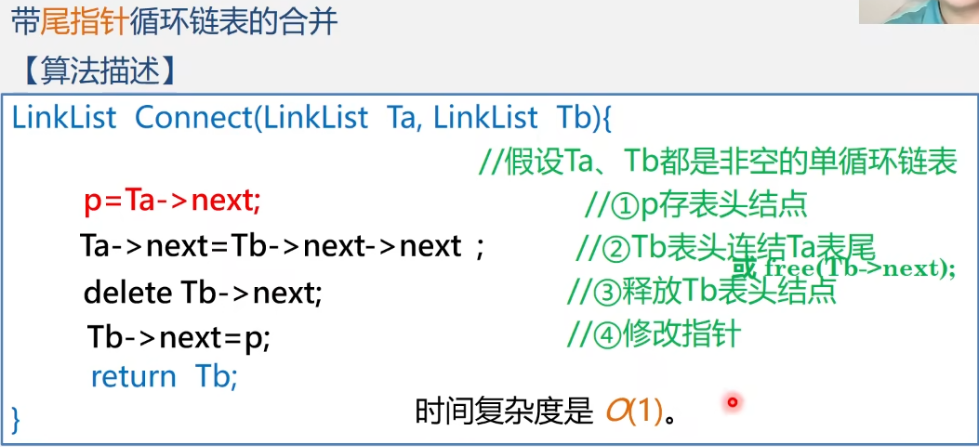 带尾指针循环链表的合并
【算法描述】
LinkList Connect(LinkList Ta, LinkList Tb){
//假设Ta、Tb都是非空的单循环链表
p=Ta->next; //①p存表头结点
Ta->next=Tb->next->next ; //②Tb表头连结Ta表尾
或 free(Tb->next);
delete Tb->next; //③释放Tb表头结点
Tb->next=p; //④修改指针
return Tb;
}
时间复杂度是 O(1)。